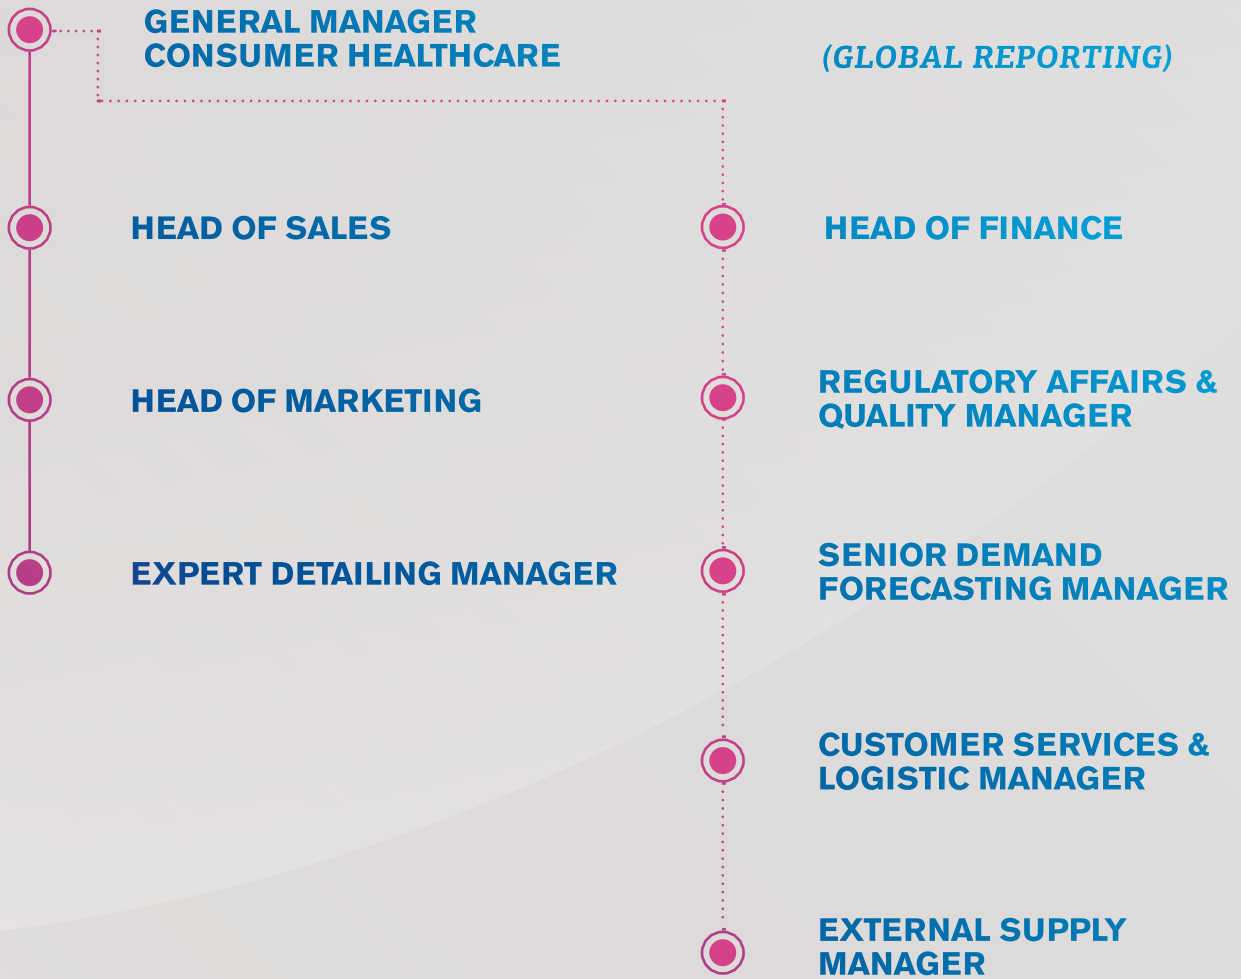 GENERAL MANAGER
CONSUMER HEALTHCARE
(GLOBAL REPORTING)
HEAD OF SALES
HEAD OF FINANCE
HEAD OF MARKETING
REGULATORY AFFAIRS &
QUALITY MANAGER
EXPERT DETAILING MANAGER
SENIOR DEMAND
FORECASTING MANAGER
CUSTOMER SERVICES &
LOGISTIC MANAGER
EXTERNAL SUPPLY
MANAGER